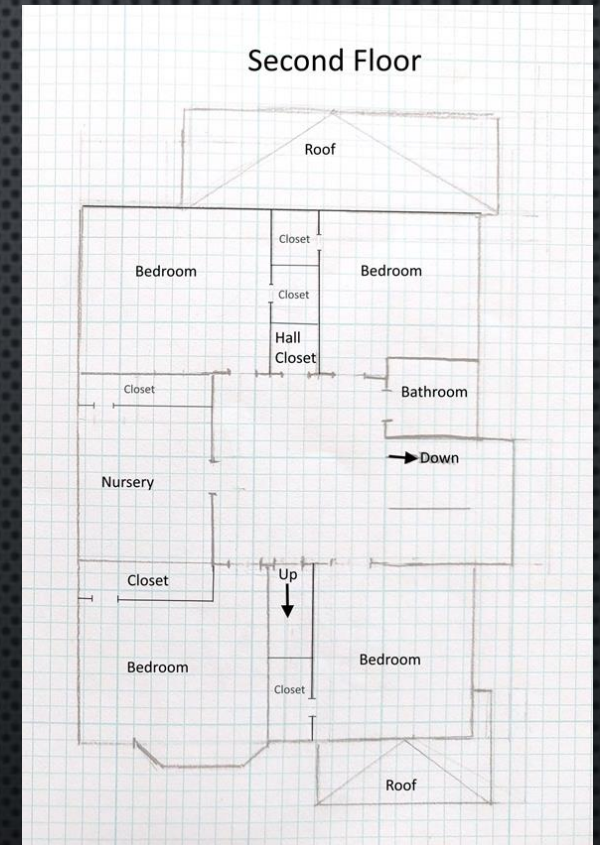 Second Floor
Roof
Closet
Bedroom
Bedroom
Closet
Hall
Closet
Closet
Bathroom
Down
Nursery
Up
Closet
Bedroom
Bedroom
Closet
Roof